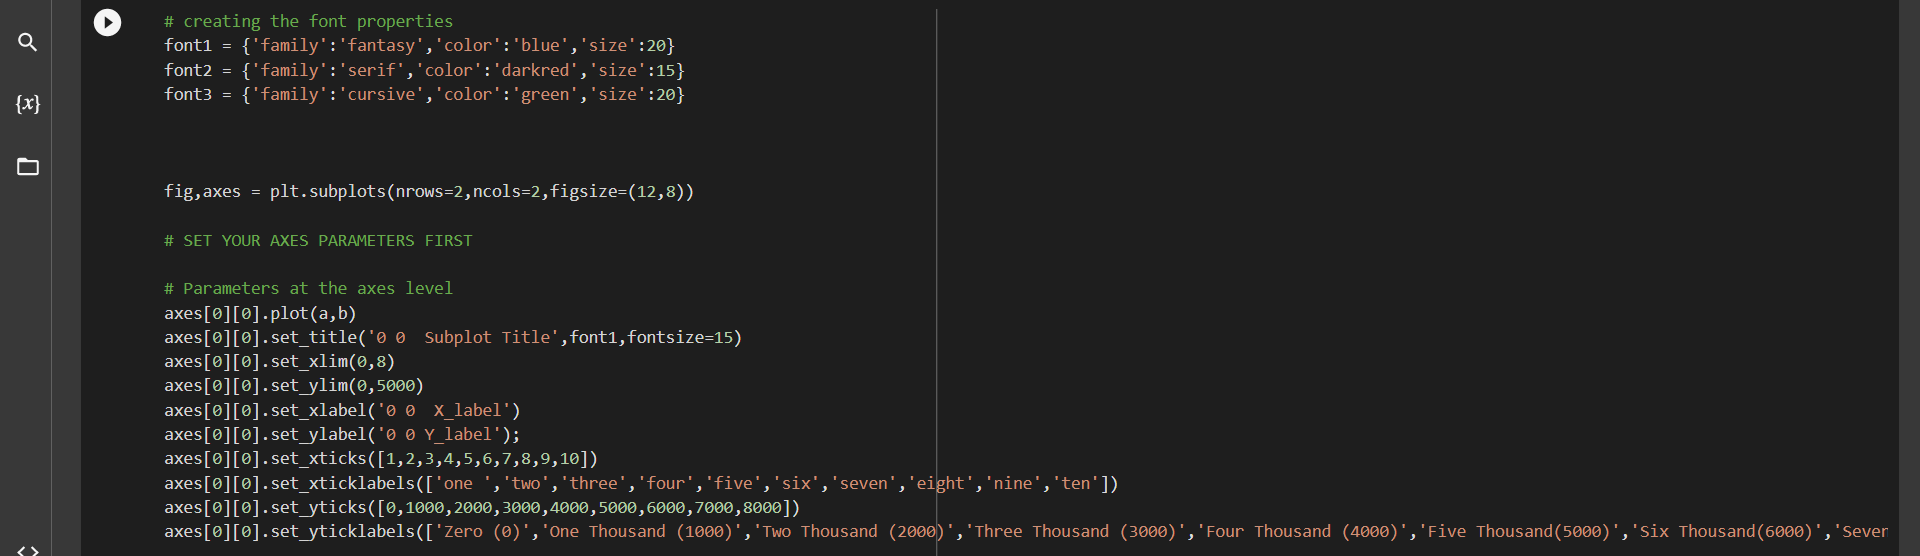 # creating the font properties
font1 = {'family':'fantasy','color':'blue','size':20}
font2 = {'family':'serif','color':'darkred','size':15}
font3 = {'family':'cursive','color':'green','size':20}
{x}
fig,axes = plt.subplots(nrows=2,ncols=2,figsize=(12,8))
# SET YOUR AXES PARAMETERS FIRST
# Parameters at the axes level
axes[0][0].plot(a,b)
axes[0][0].set_title('0 0  Subplot Title',font1,fontsize=15)
axes[0][0].set_xlim(0,8)
axes[0][0].set_ylim(0,5000)
axes[0][0].set_xlabel('0 0  X_label')
axes[0][0].set_ylabel('0 0 Y_label');
axes[0][0].set_xticks([1,2,3,4,5,6,7,8,9,10])
axes[0][0].set_xticklabels(['one ','two','three','four','five','six','seven','eight','nine','ten'])
axes[0][0].set_yticks([0,1000,2000,3000,4000,5000,6000,7000,8000])
axes[0][0].set_yticklabels(['Zero (0)','One Thousand (1000)','Two Thousand (2000)','Three Thousand (3000)','Four Thousand (4000)','Five Thousand(5000)','Six Thousand(6000)','Seven